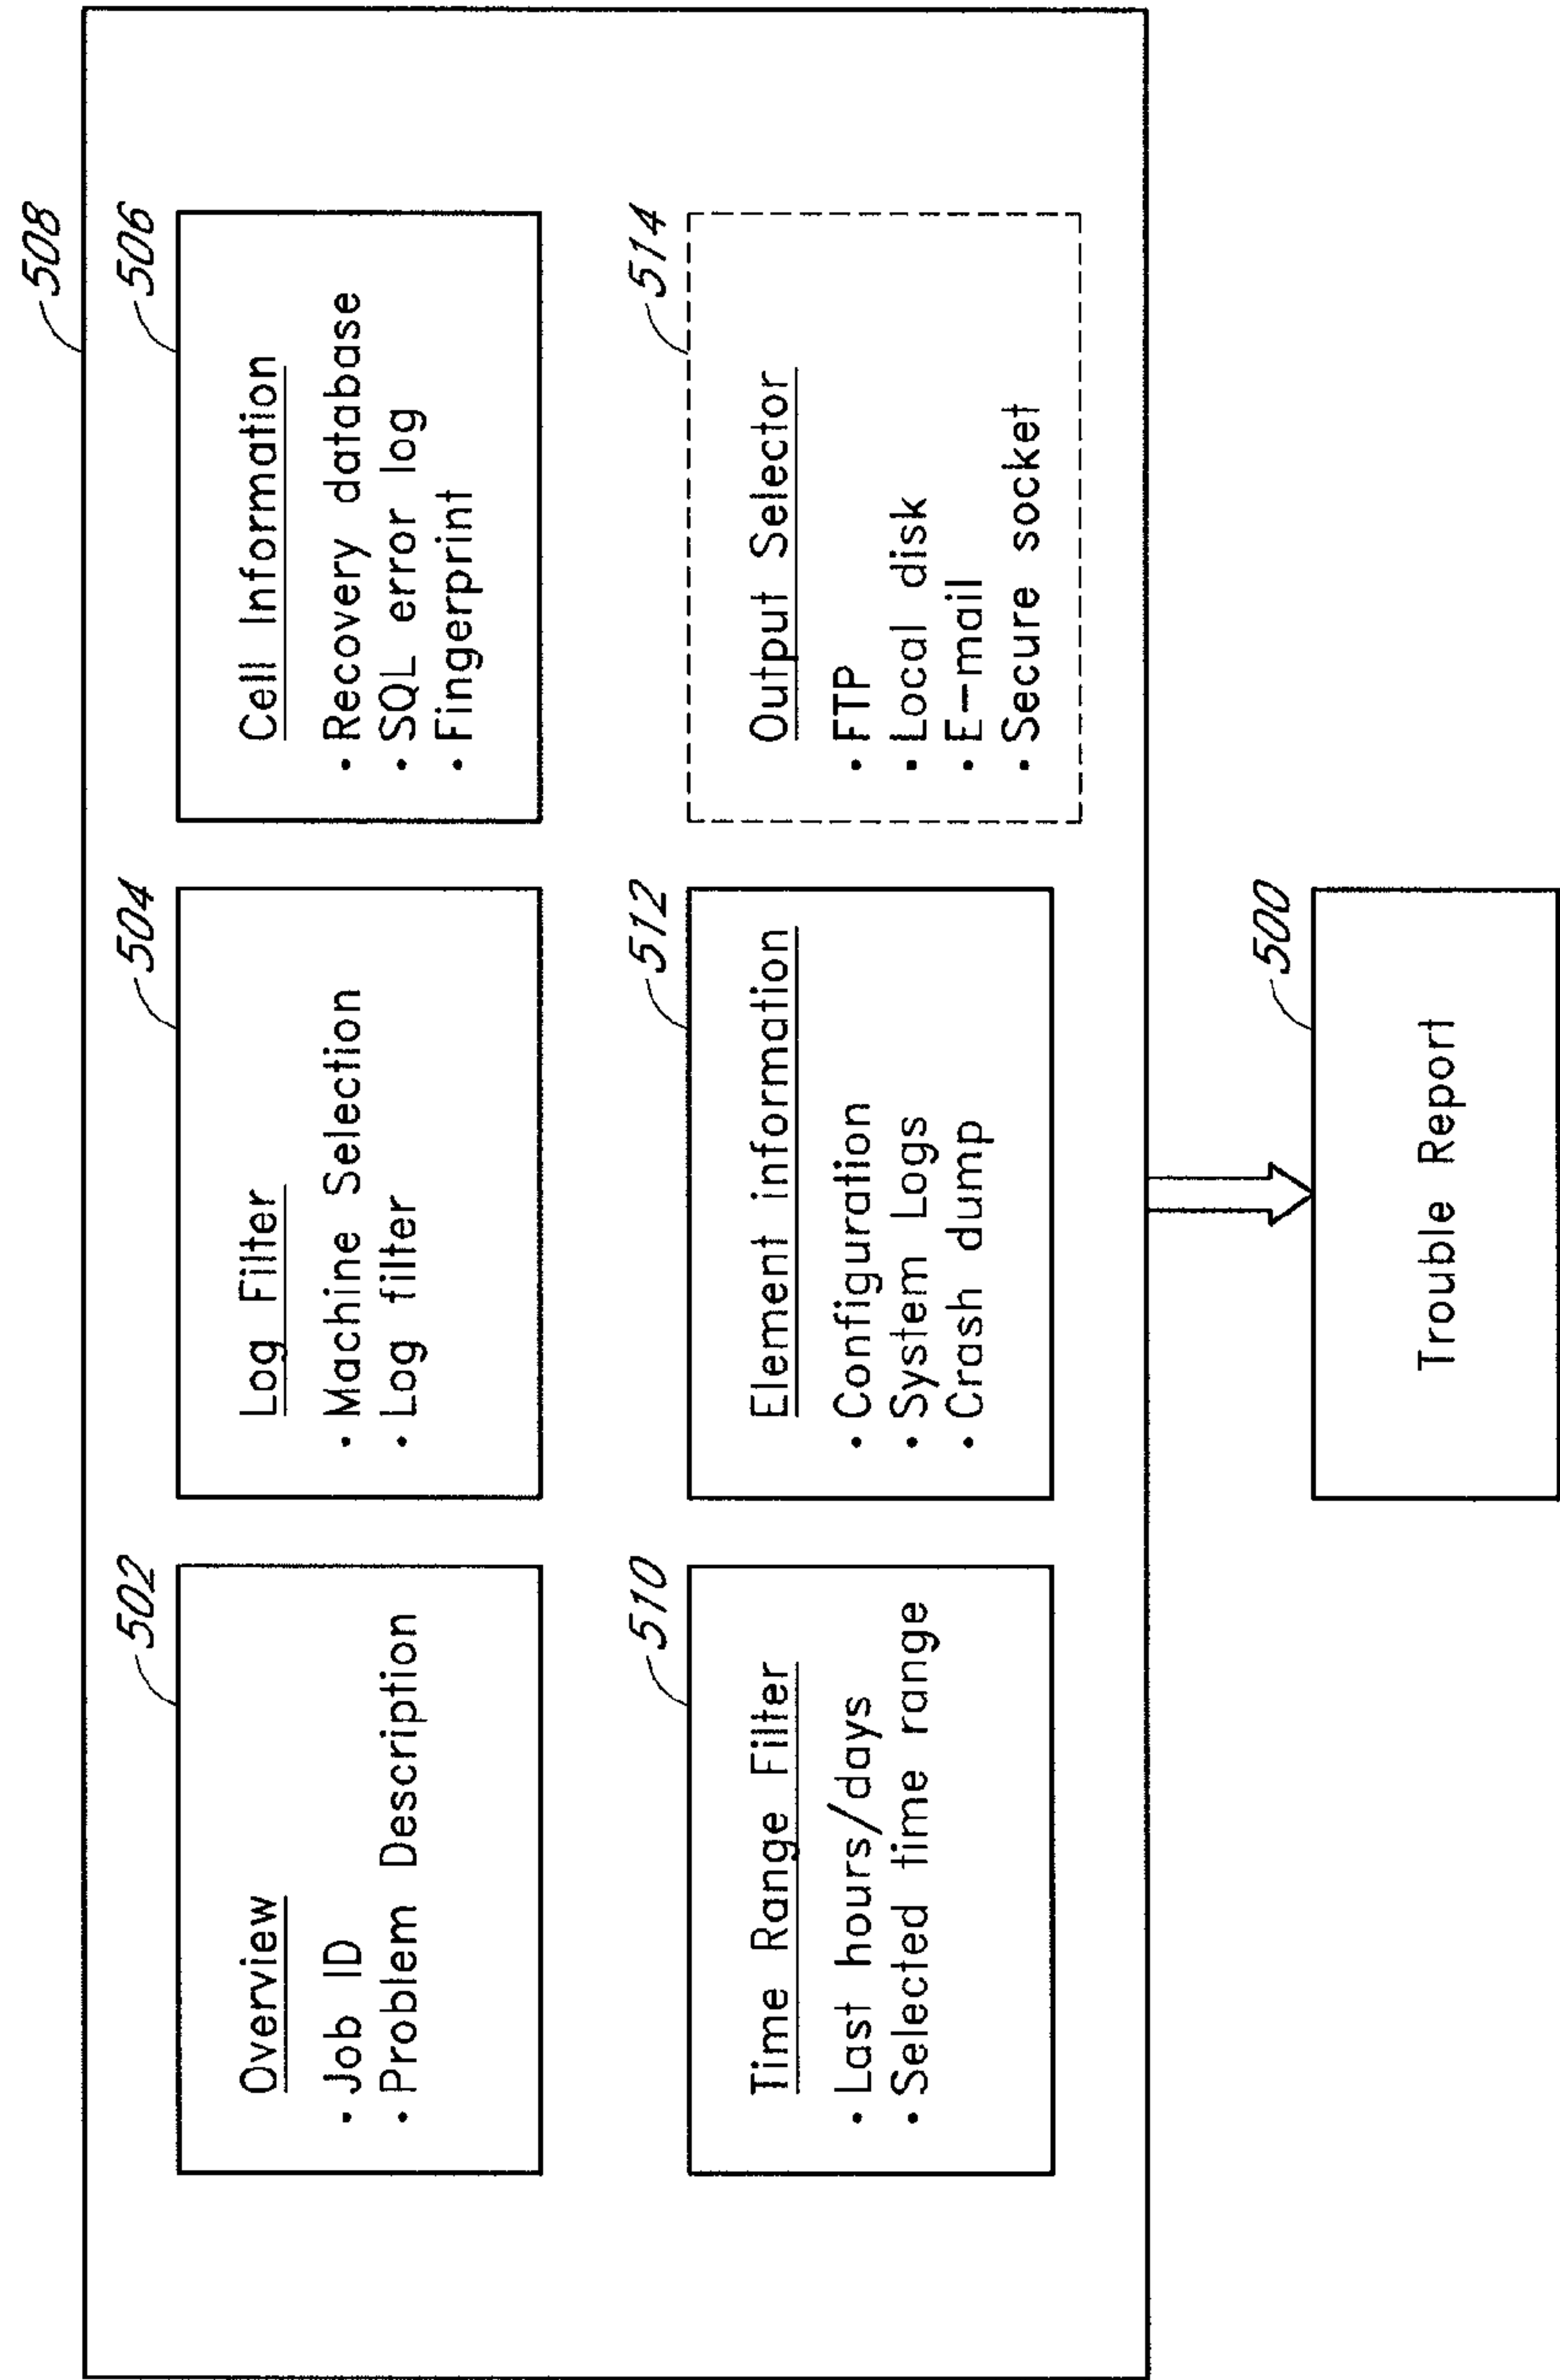 508
502
Overview
• Job ID
• Problem Description
504
Log Filter
• Machine Selection
• Log filter
506
Cell Information
• Recovery database
• SQL error log
• Fingerprint
510
Time Range Filter
• Last hours/days
• Selected time range
512
Element information
• Configuration
• System Logs
• Crash dump
514
Output Selector
• FTP
• Local disk
• E-mail
• Secure socket
500
Trouble Report